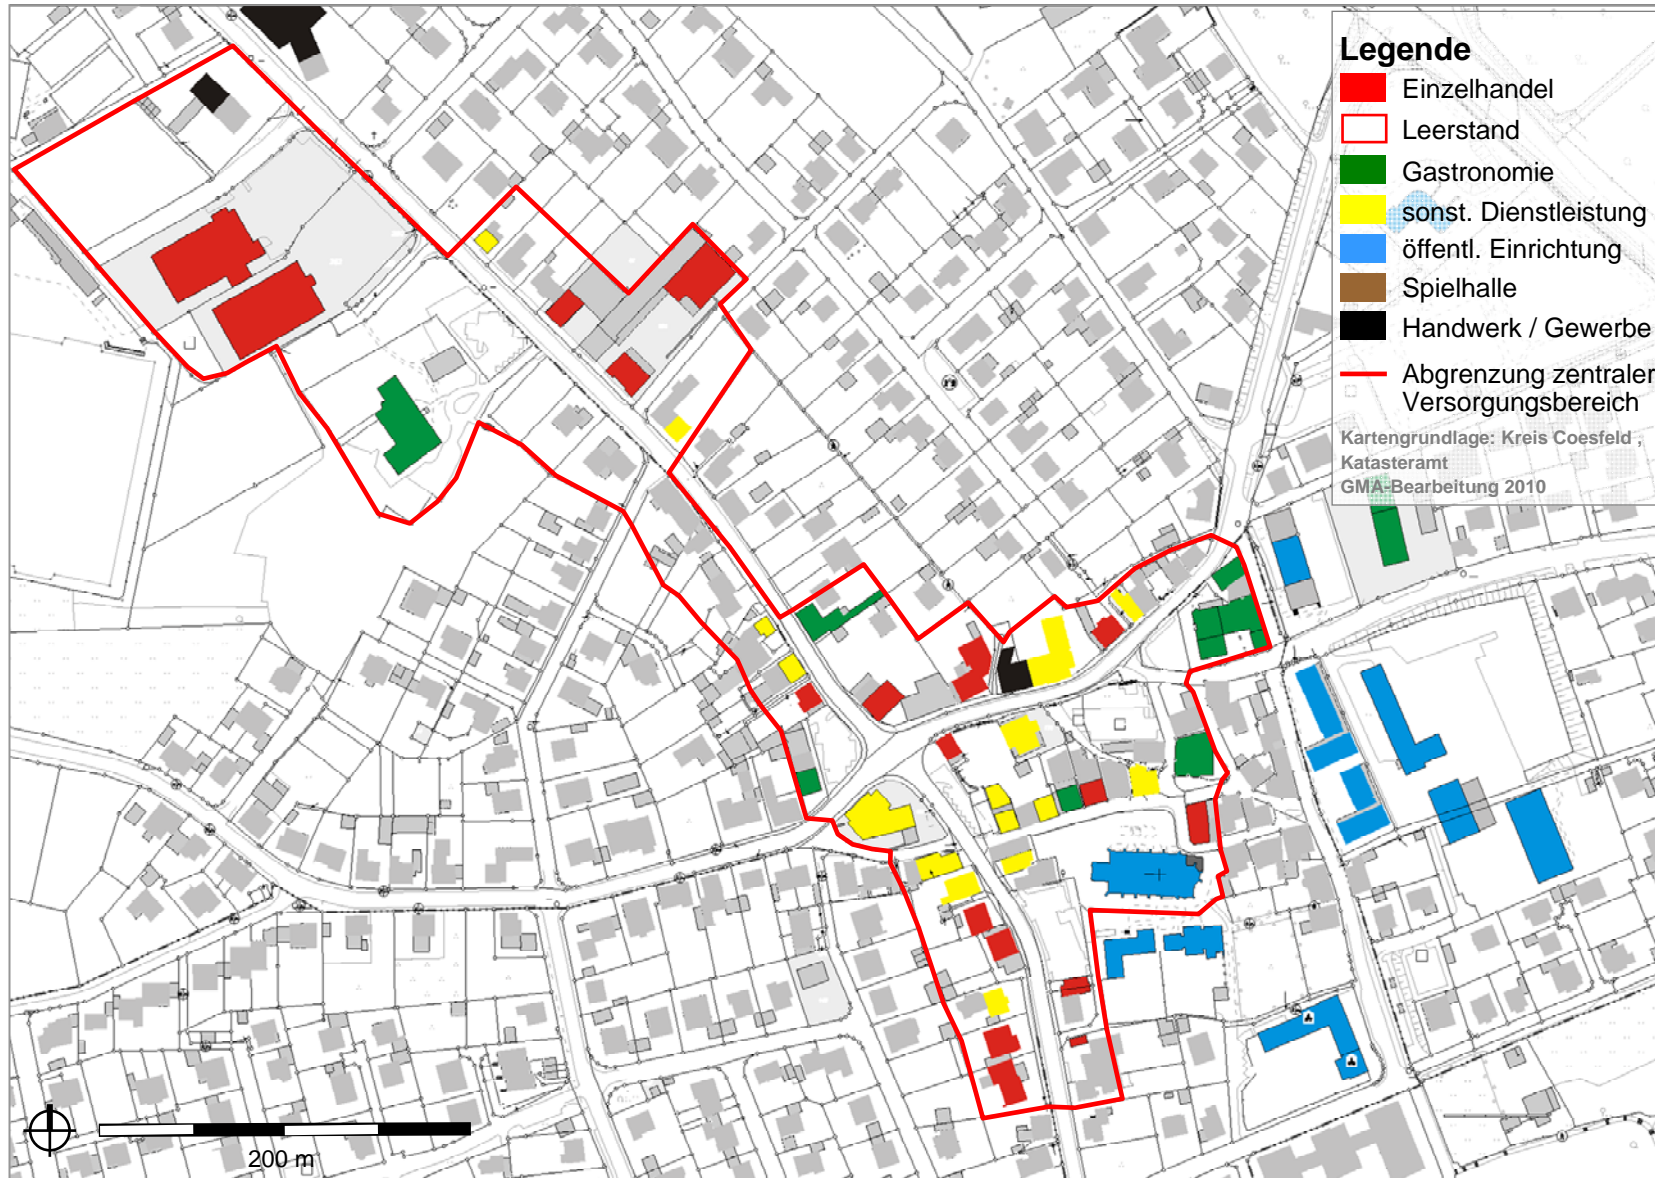 Legende
Einzelhandel
Leerstand
Gastronomie
sonst. Dienstleistung
öffentl. Einrichtung
Spielhalle
Handwerk / Gewerbe
Abgrenzung zentraler
Versorgungsbereich
Kartengrundlage: Kreis Coesfeld ,
Katasteramt
GMA-Bearbeitung 2010
200 m